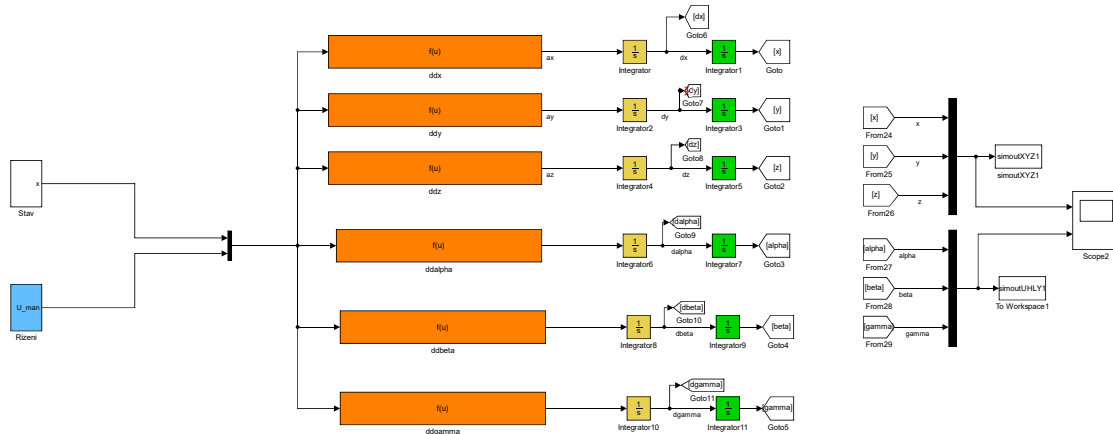 [dx]
Goto6
f(u)
ddx
ax
1
s
Integrator
dx
1
s
Integrator1
[x]
Goto
Goto7
f(u)
ddy
ay
1
s
Integrator2
dy
1
s
Integrator3
[y]
Goto1
[dz]
Goto8
f(u)
ddz
az
1
s
Integrator4
dz
1
s
Integrator5
[z]
Goto2
x
Stav
[dalpha]
Goto9
f(u)
ddalpha
1
s
Integrator6
dalpha
1
s
Integrator7
[alpha]
Goto3
U_man
Rizeni
[dbeta]
Goto10
f(u)
ddbeta
1
s
Integrator8
dbeta
1
s
Integrator9
[beta]
Goto4
[dgamma]
Goto11
f(u)
ddgamma
1
s
Integrator10
dgamma
1
s
Integrator11
[gamma]
Goto5
[x]
From24
x
[y]
From25
y
[z]
From26
z
simoutXYZ1
simoutXYZ1
Scope2
[alpha]
From27
alpha
[beta]
From28
beta
[gamma]
From29
gamma
simoutUHLY1
To Workspace1